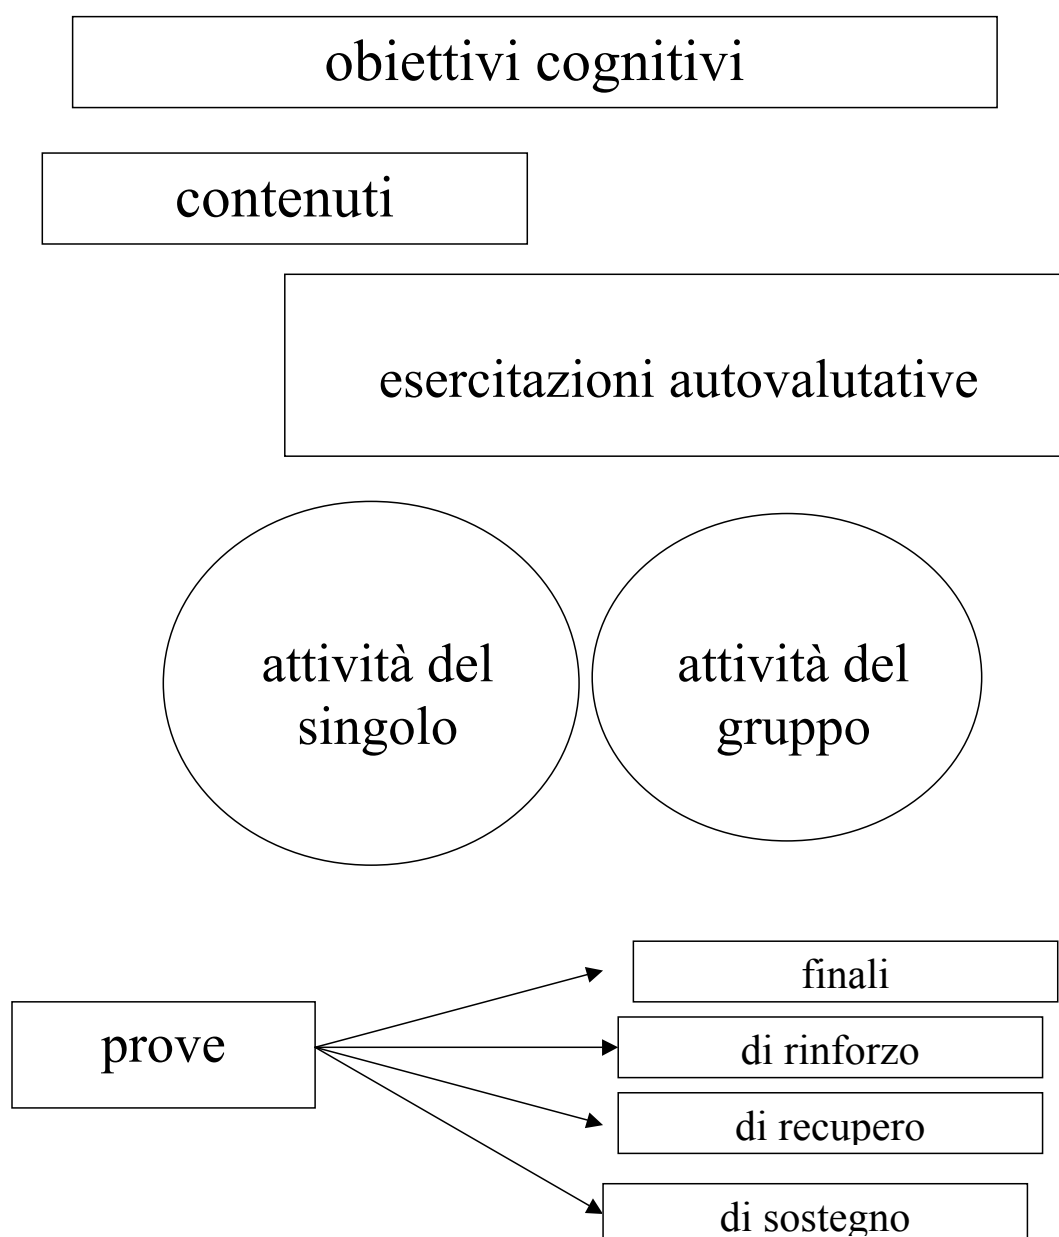 obiettivi cognitivi
contenuti
esercitazioni autovalutative
attività del
singolo
attività del
gruppo
prove
finali
di rinforzo
di recupero
di sostegno